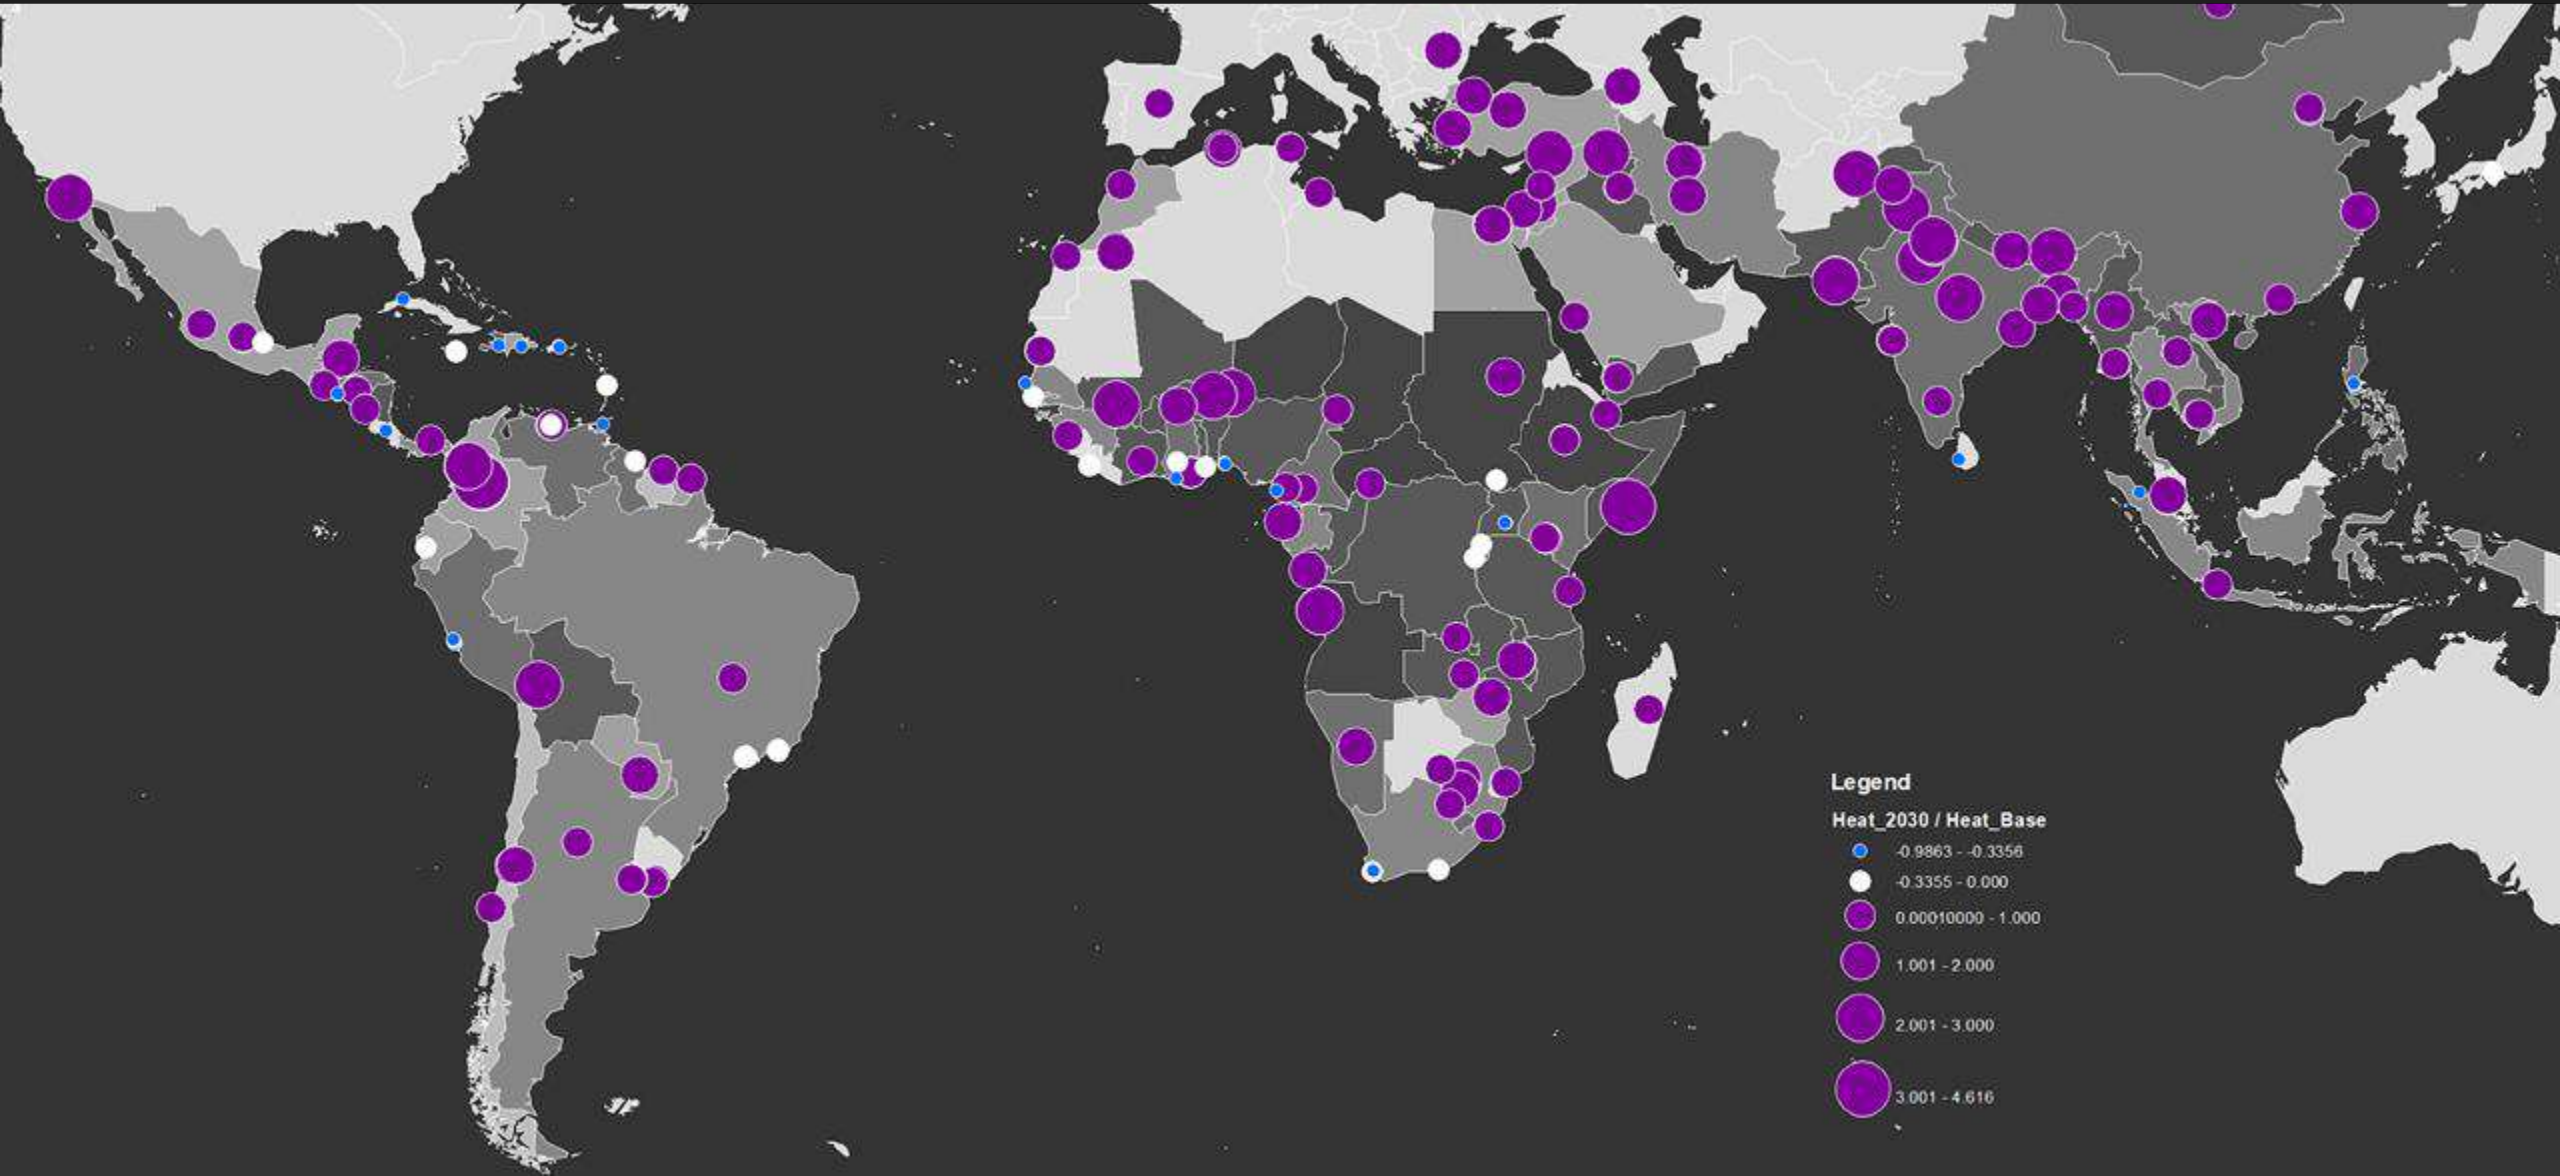 Legend
Heat_2030 / Heat_Base
-0.9863 - -0.3356
-0.3355 - 0.000
0.00010000 - 1.000
1.001 - 2.000
2.001 - 3.000
3.001 - 4.616